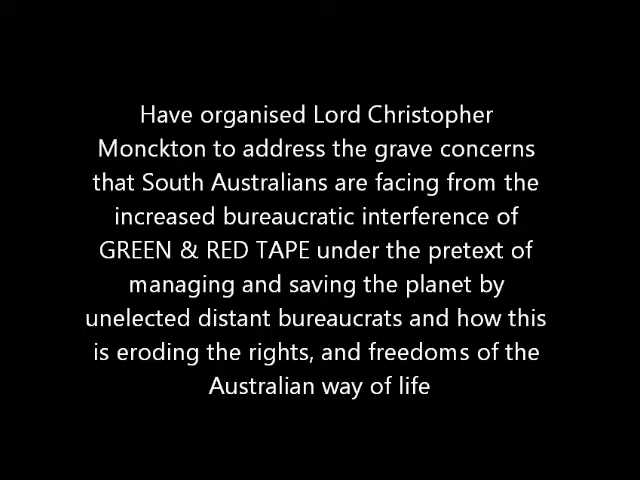 Have organised Lord Christopher
Monckton to address the grave concerns
that South Australians are facing from the
increased bureaucratic interference of
GREEN & RED TAPE under the pretext of
managing and saving the planet by
unelected distant bureaucrats and how this
is eroding the rights, and freedoms of the
Australian way of life